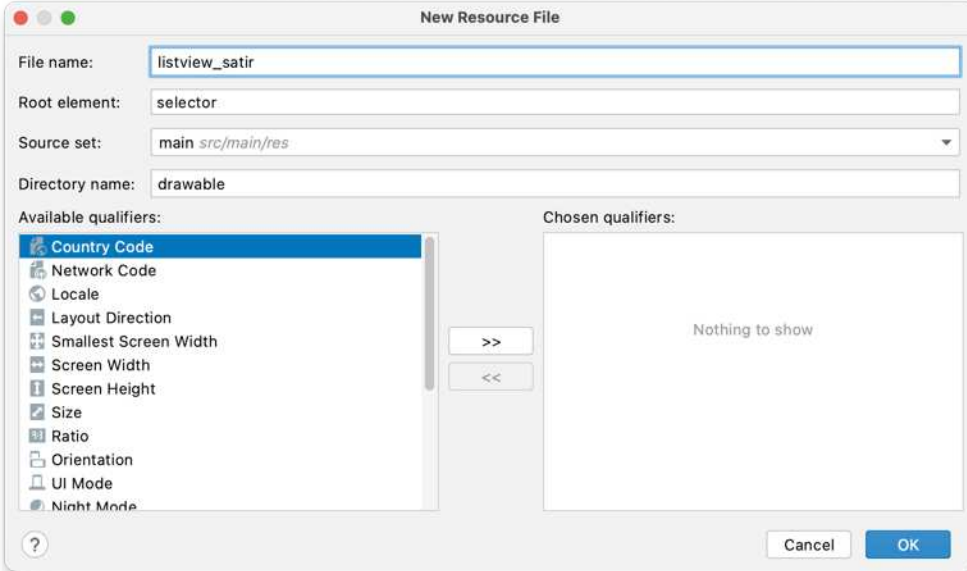 New Resource File
File name: listview_satir
Root element: selector
Source set: main src/main/res
Directory name: drawable
Available qualifiers:
Country Code
Network Code
Locale
Layout Direction
Smallest Screen Width
Screen Width
Screen Height
Size
Ratio
Orientation
UI Mode
Night Mode
>>
<<
Chosen qualifiers:
Nothing to show
?
Cancel
OK